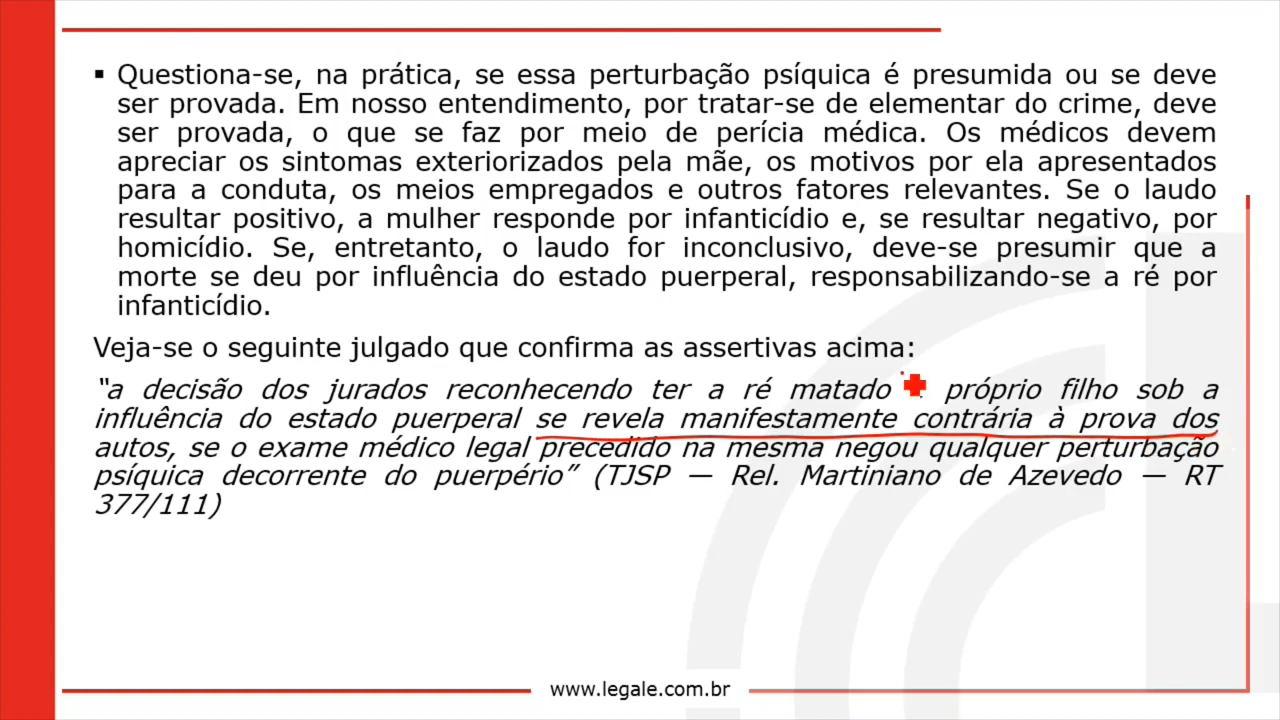 ▪ Questiona-se, na prática, se essa perturbação psíquica é presumida ou se deve
ser provada. Em nosso entendimento, por tratar-se de elementar do crime, deve
ser provada, o que se faz por meio de perícia médica. Os médicos devem
apreciar os sintomas exteriorizados pela mãe, os motivos por ela apresentados
para a conduta, os meios empregados e outros fatores relevantes. Se o laudo
resultar positivo, a mulher responde por infanticídio e, se resultar negativo, por
homicídio. Se, entretanto, o laudo for inconclusivo, deve-se presumir que a
morte se deu por influência do estado puerperal, responsabilizando-se a ré por
infanticídio.
Veja-se o seguinte julgado que confirma as assertivas acima:
“a decisão dos jurados reconhecendo ter a ré matado próprio filho sob a
influência do estado puerperal se revela manifestamente contrária à prova dos
autos, se o exame médico legal precedido na mesma negou qualquer perturbação
psíquica decorrente do puerpério” (TJSP — Rel. Martiniano de Azevedo — RT
377/111)
www.legale.com.br